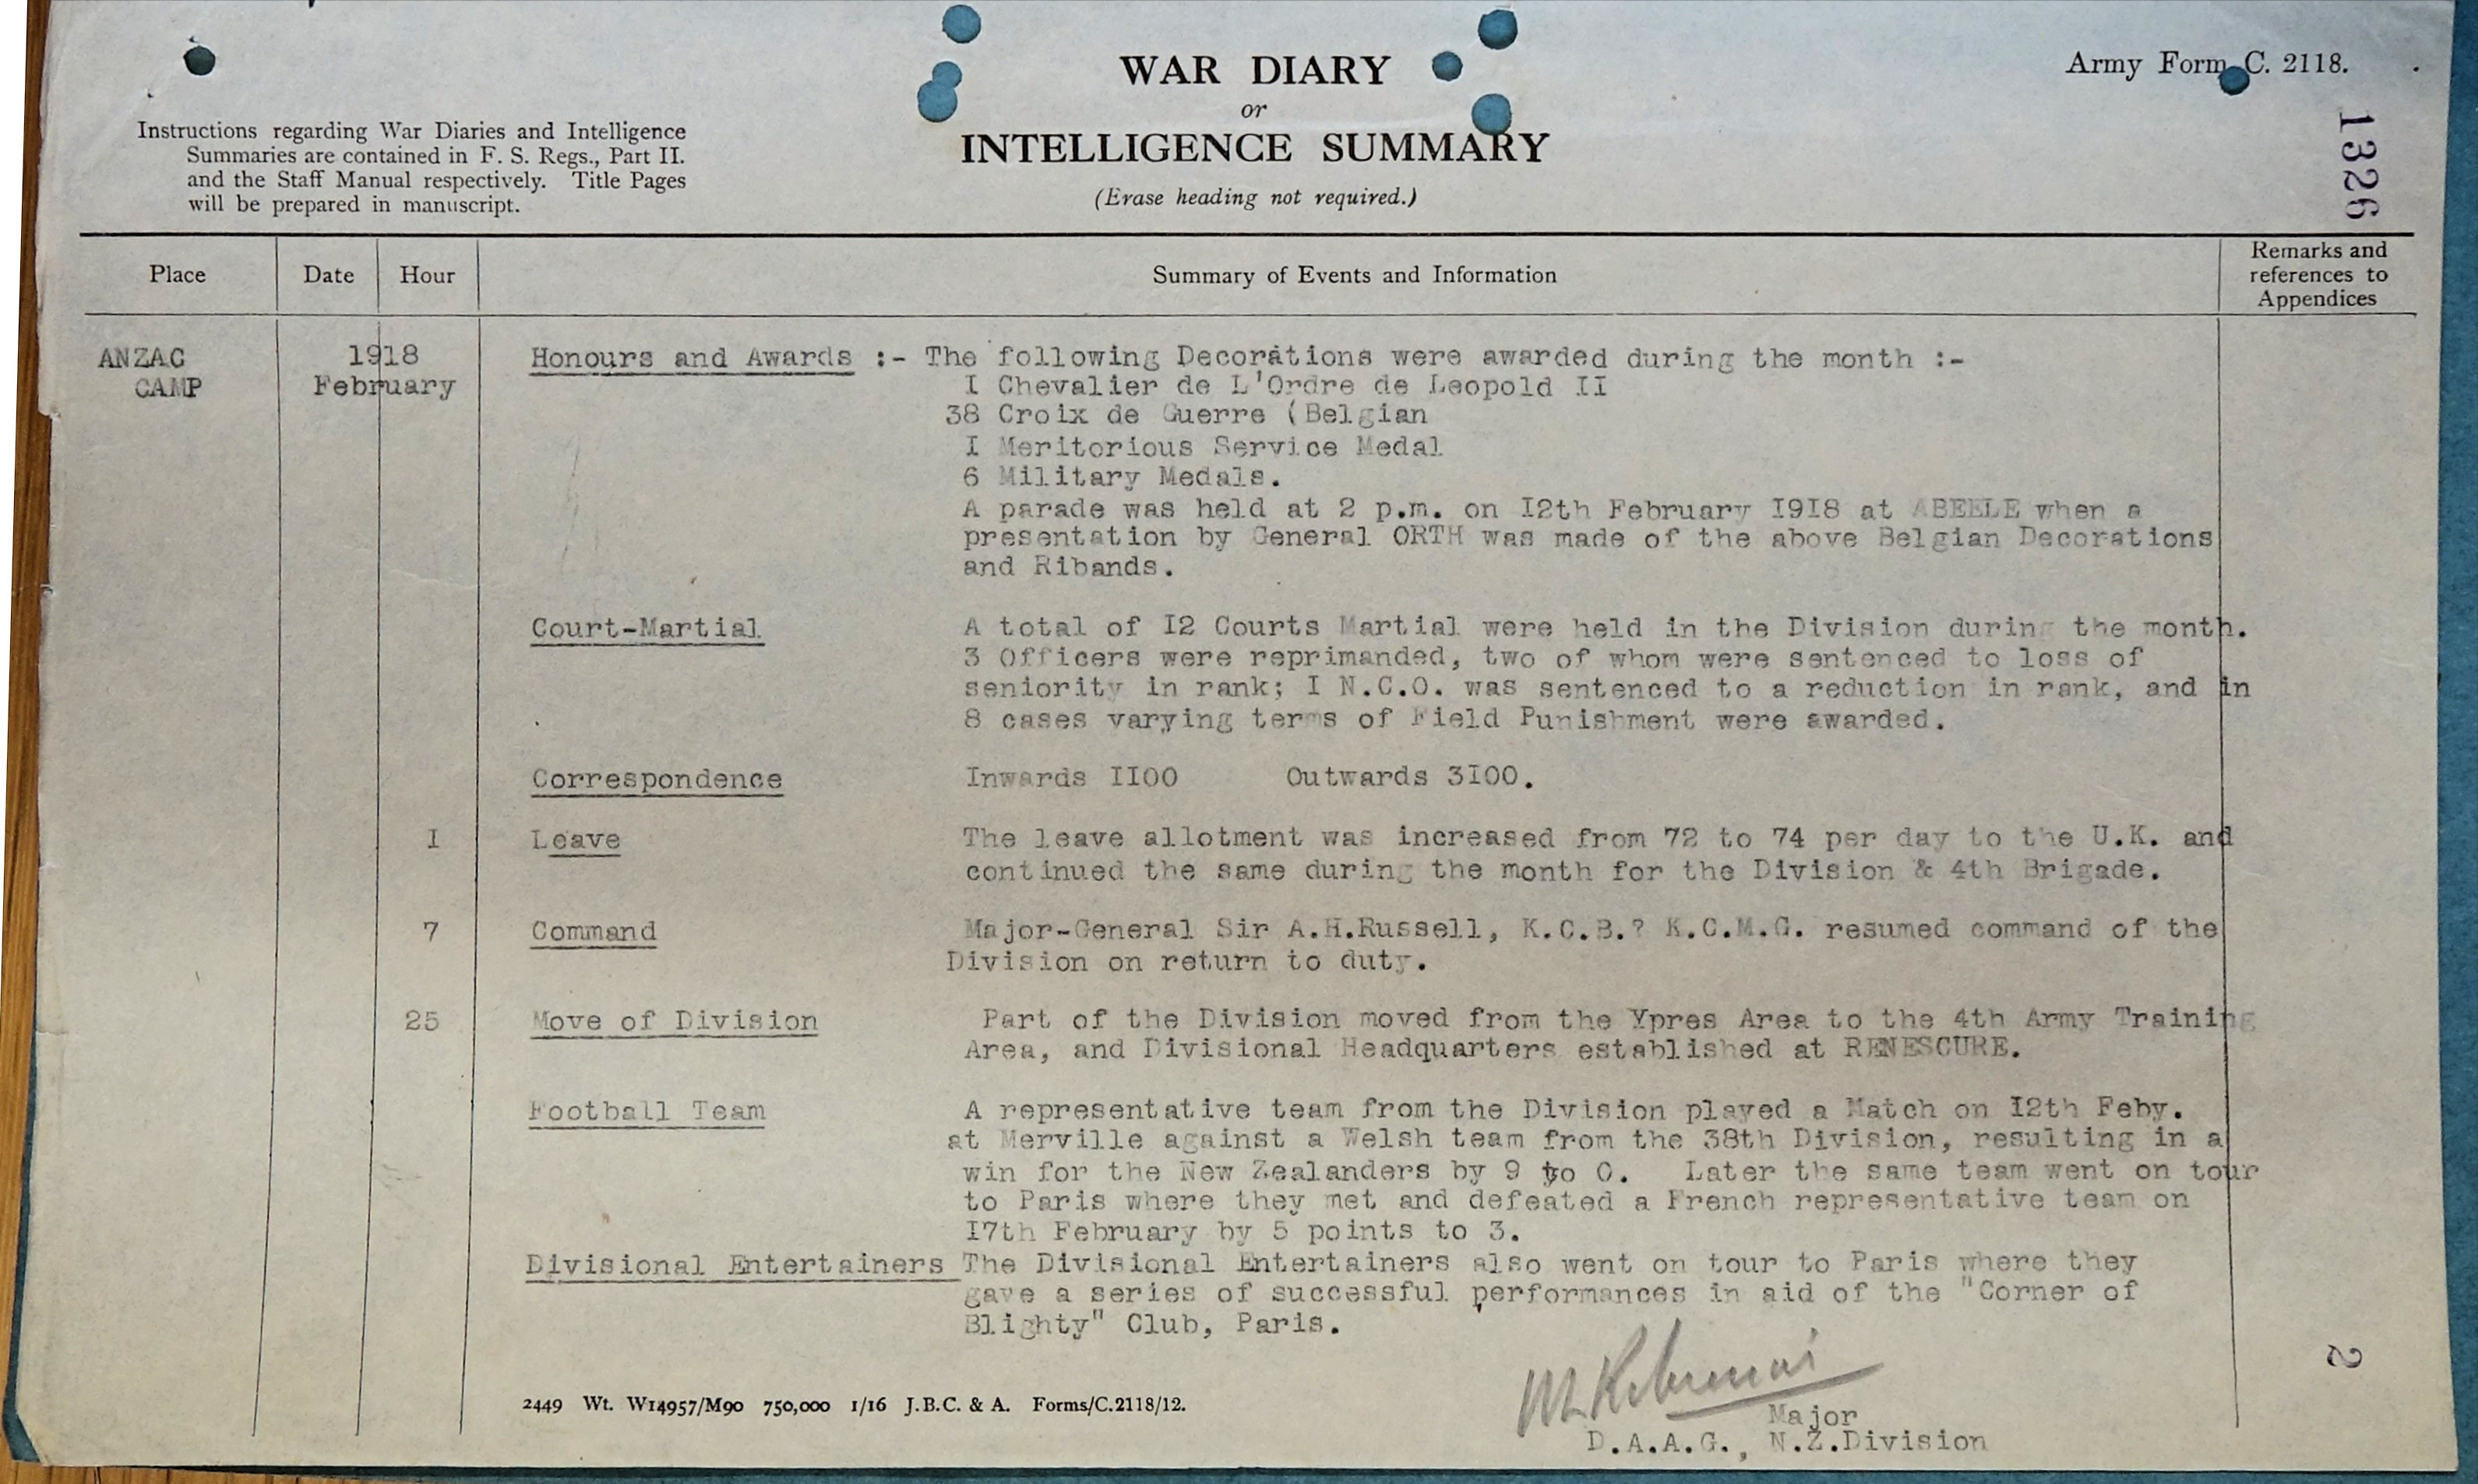 WAR DIARY
or
INTELLIGENCE SUMMARY
(Erase heading not required.)
Army Form C. 2118.
1326
Instructions regarding War Diaries and Intelligence
Summaries are contained in F. S. Regs., Part II.
and the Staff Manual respectively. Title Pages
will be prepared in manuscript.
Place Date Hour Summary of Events and Information Remarks and
references to
Appendices
ANZAC 1918 Honours and Awards :- The following Decorations were awarded during the month :-
CAMP February I Chevalier de L'Ordre de Leopold II
38 Croix de Guerre (Belgian
I Meritorious Service Medal
6 Military Medals.
A parade was held at 2 p.m. on I2th February I9I8 at ABEELE when a
presentation by General ORTH was made of the above Belgian Decorations
and Ribands.
Court-Martial A total of I2 Courts Martial were held in the Division during the month.
3 Officers were reprimanded, two of whom were sentenced to loss of
seniority in rank; I N.C.O. was sentenced to a reduction in rank, and in
8 cases varying terms of Field Punishment were awarded.
Correspondence Inwards II00 Outwards 3I00.
I Leave The leave allotment was increased from 72 to 74 per day to the U.K. and
continued the same during the month for the Division & 4th Brigade.
7 Command Major-General Sir A.H.Russell, K.C.B.? K.C.M.G. resumed command of the
Division on return to duty.
25 Move of Division Part of the Division moved from the Ypres Area to the 4th Army Training
Area, and Divisional Headquarters established at RENESCURE.
Football Team A representative team from the Division played a Match on I2th Feby.
at Merville against a Welsh team from the 38th Division, resulting in a
win for the New Zealanders by 9 to 0. Later the same team went on tour
to Paris where they met and defeated a French representative team on
I7th February by 5 points to 3.
Divisional Entertainers The Divisional Entertainers also went on tour to Paris where they
gave a series of successful performances in aid of the "Corner of
Blighty" Club, Paris.
2
2449 Wt. W14957/M90 750,000 1/16 J.B.C. & A. Forms/C.2118/12.
Major
D.A.A.G., N.Z.Division